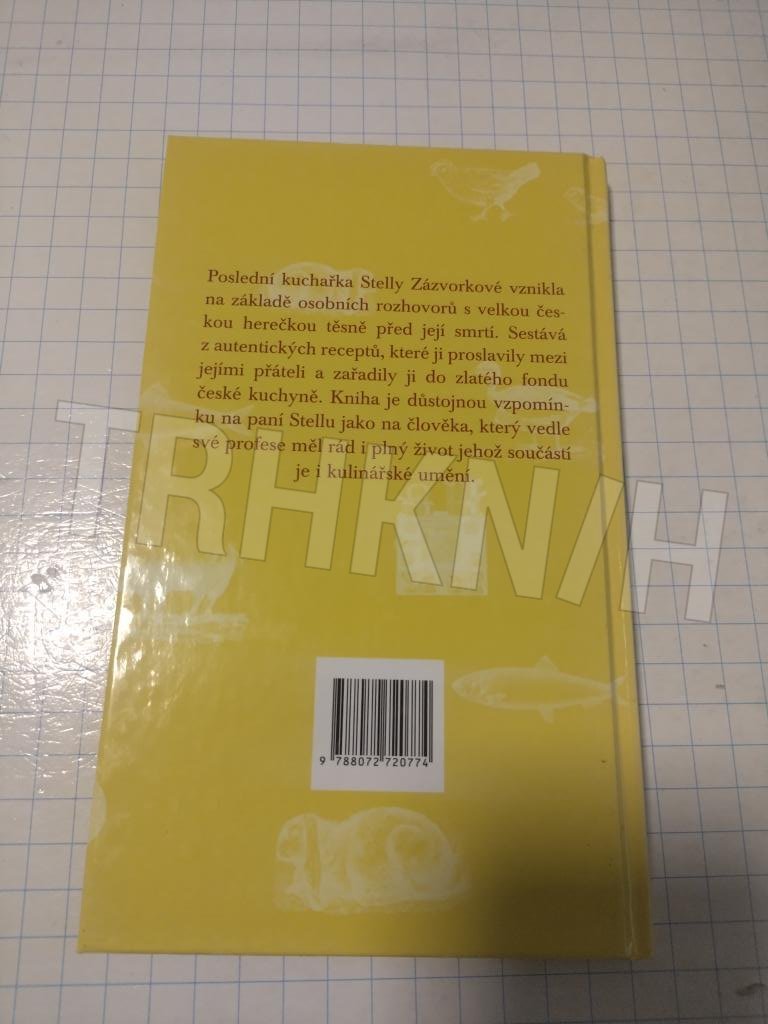 Poslední kuchařka Stelly Zázvorkové vznikla
na základě osobních rozhovorů s velkou čes-
kou herečkou těsně před její smrtí. Sestává
z autentických receptů, které ji proslavily mezi
jejími přáteli a zařadily ji do zlatého fondu
české kuchyně. Kniha je důstojnou vzpomín-
ku na paní Stellu jako na člověka, který vedle
své profese měl rád i plný život jehož součástí
je i kulinářské umění.
TRHKNIH
9 788072 720774